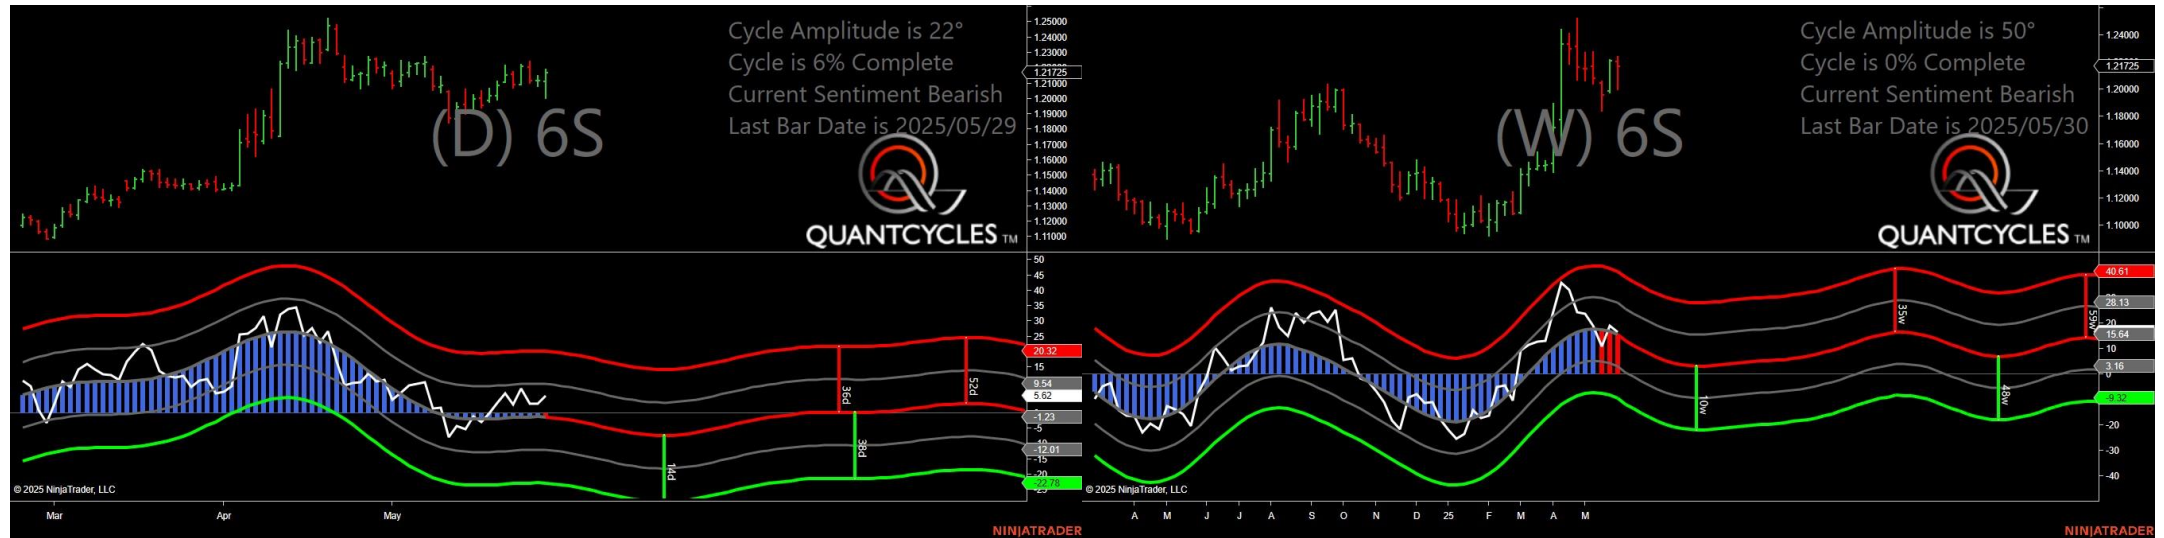 Cycle Amplitude is 22°
Cycle is 6% Complete
Current Sentiment Bearish
Last Bar Date is 2025/05/29
(D) 6S
QUANTCYCLES TM
1.25000
1.24000
1.23000
1.21725
1.20000
1.19000
1.18000
1.17000
1.16000
1.15000
1.14000
1.13000
1.12000
1.11000
50
45
40
35
30
25
20.32
15
9.54
5.62
-1.23
-5
-12.01
-15
-22.78
14d
36d
38d
52d
© 2025 NinjaTrader, LLC
Mar Apr May
NINJATRADER
Cycle Amplitude is 50°
Cycle is 0% Complete
Current Sentiment Bearish
Last Bar Date is 2025/05/30
(W) 6S
QUANTCYCLES TM
1.24000
1.21725
1.20000
1.18000
1.16000
1.14000
1.12000
1.10000
40.61
28.13
20
15.64
10
3.16
-9.32
-20
-30
-40
10w
35w
48w
59w
© 2025 NinjaTrader, LLC
A M J J A S O N D 25 F M A M
NINJATRADER